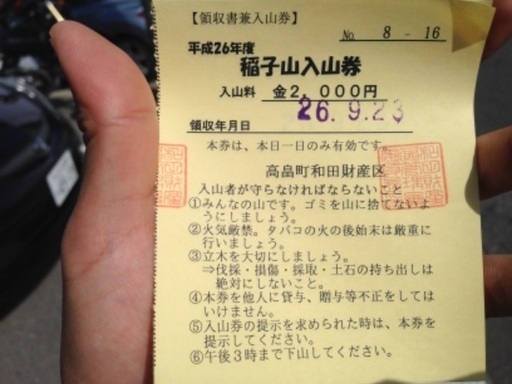 【領収書兼入山券】
No. 8 - 16
平成26年度
稲子山入山券
入山料 金2,000円
26.9.23
領収年月日
本券は、本日一日のみ有効です。
高畠町和田財産区
入山者が守らなければならないこと
①みんなの山です。ゴミを山に捨てないよ
うにしましょう。
②火気厳禁。タバコの火の後始末は厳重に
行いましょう。
③立木を大切にしましょう。
⇒伐採・損傷・採取・土石の持ち出しは
絶対にしないこと。
④本券を他人に貸与、贈与等不正をしては
いけません。
⑤入山券の提示を求められた時は、本券を
提示してください。
⑥午後3時まで下山してください。